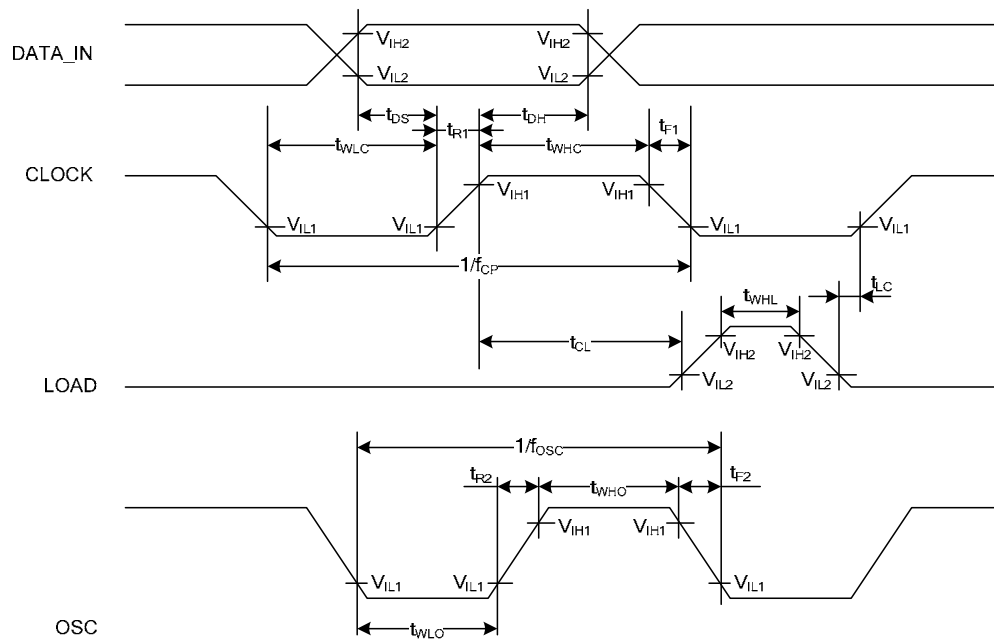 DATA_IN
VIH2 VIH2
VIL2 VIL2
tDS tR1 tDH tF1
tWLC tWHC
CLOCK
VIH1 VIH1
VIL1 VIL1 VIL1 VIL1
1/fCP
tWHL tLC
tCL
VIH2 VIH2
LOAD
VIL2 VIL2
1/fOSC
tR2 tWHO tF2
VIH1 VIH1
VIL1 VIL1 VIL1
OSC
tWLO